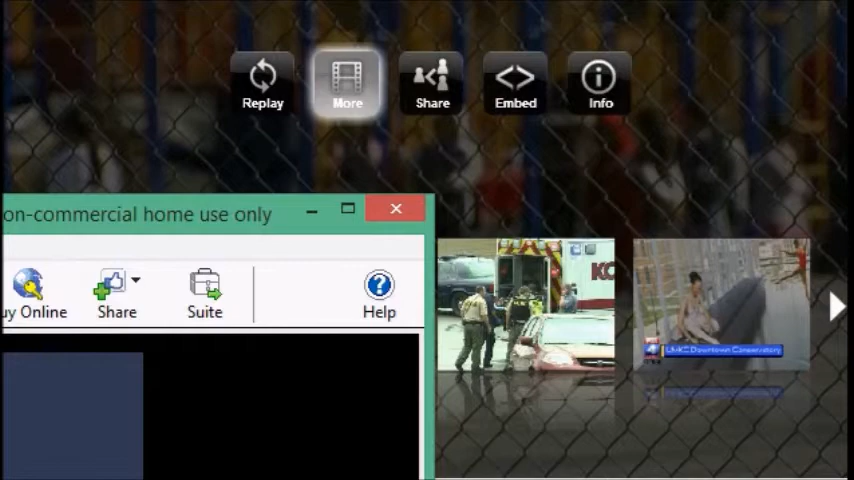 Replay More Share Embed Info
on-commercial home use only
uy Online Share Suite Help
KC
4 UMKC Downtown Conservatory